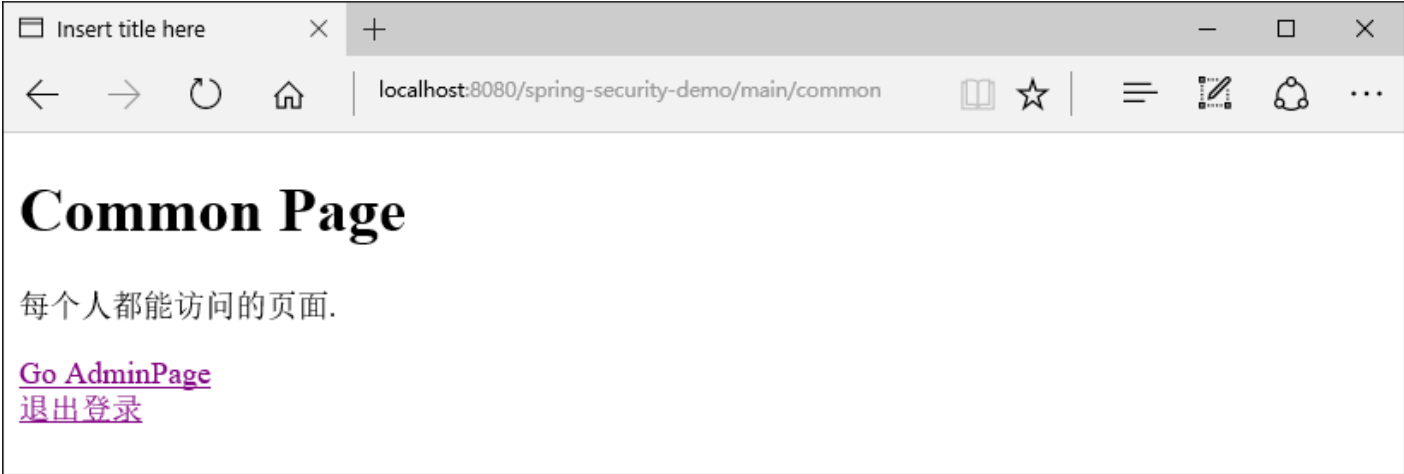 Insert title here
localhost:8080/spring-security-demo/main/common
Common Page
每个人都能访问的页面.
Go AdminPage
退出登录